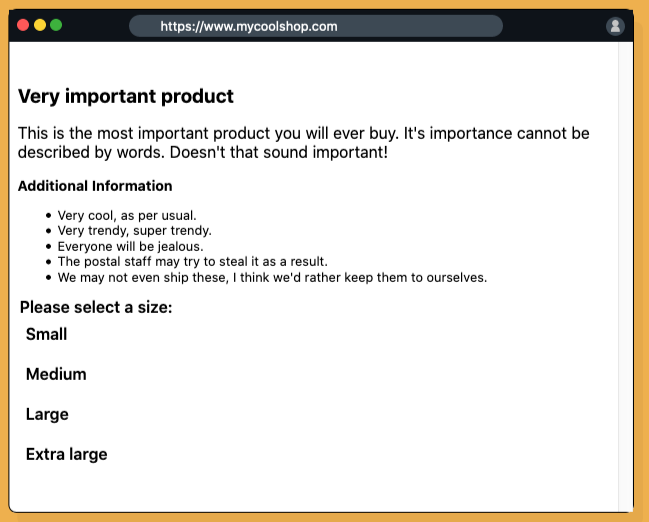 https://www.mycoolshop.com
Very important product
This is the most important product you will ever buy. It's importance cannot be
described by words. Doesn't that sound important!
Additional Information
• Very cool, as per usual.
• Very trendy, super trendy.
• Everyone will be jealous.
• The postal staff may try to steal it as a result.
• We may not even ship these, I think we'd rather keep them to ourselves.
Please select a size:
Small
Medium
Large
Extra large